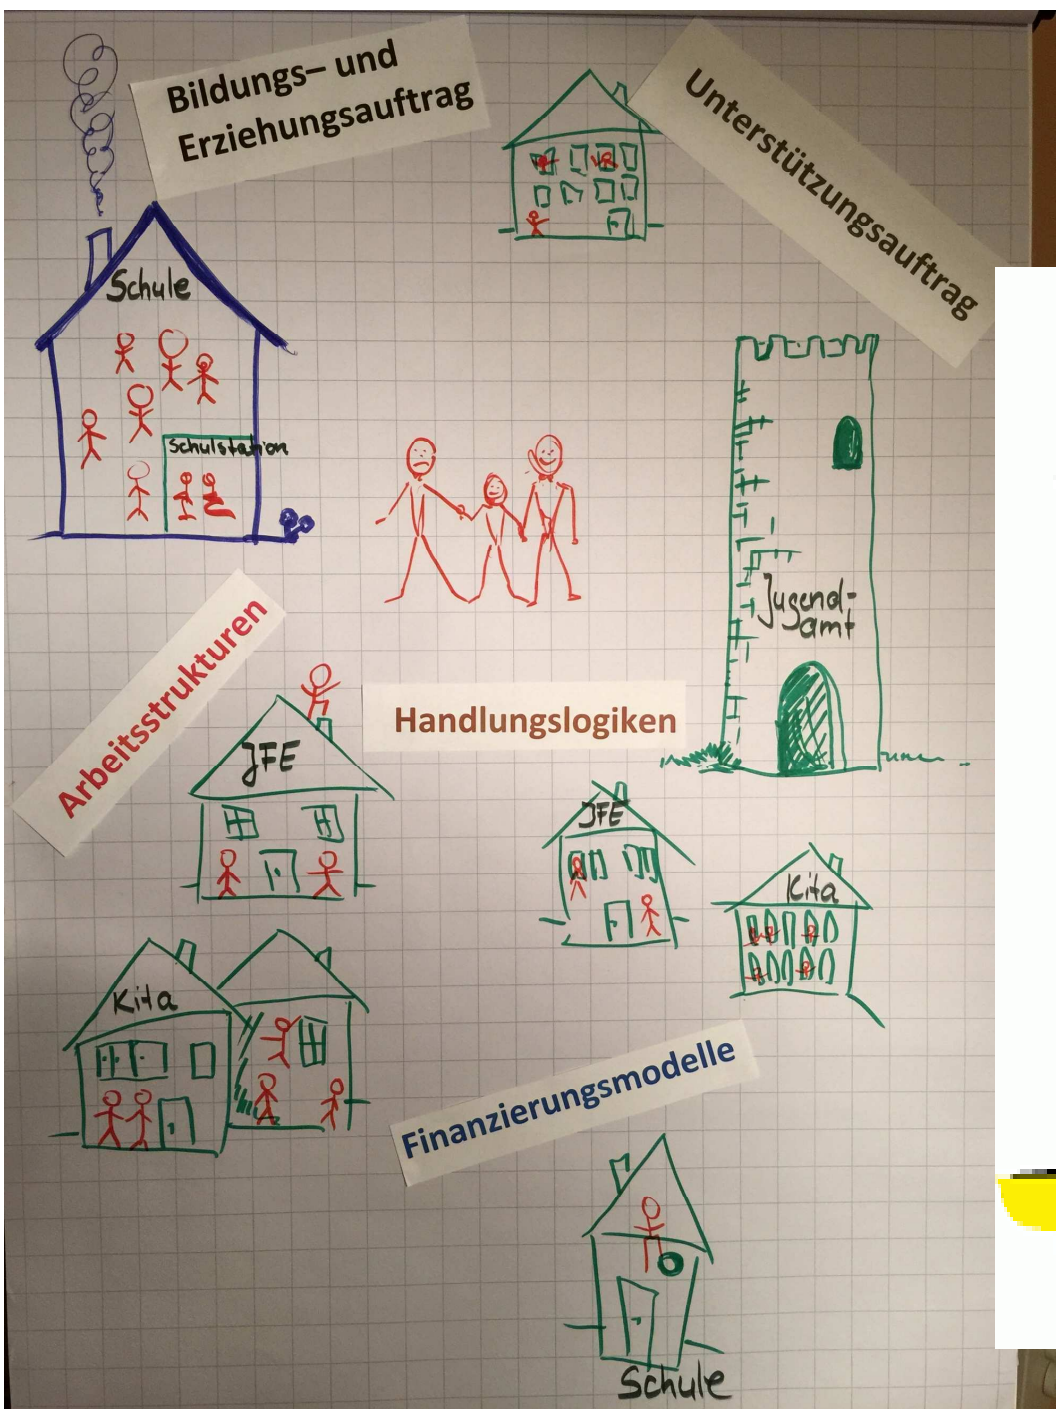 Bildungs– und
Erziehungsauftrag
Unterstützungsauftrag
Schule
Schulstation
Jugend-
amt
Arbeitsstrukturen
Handlungslogiken
JFE
JFE
Kita
Kita
Finanzierungsmodelle
Schule